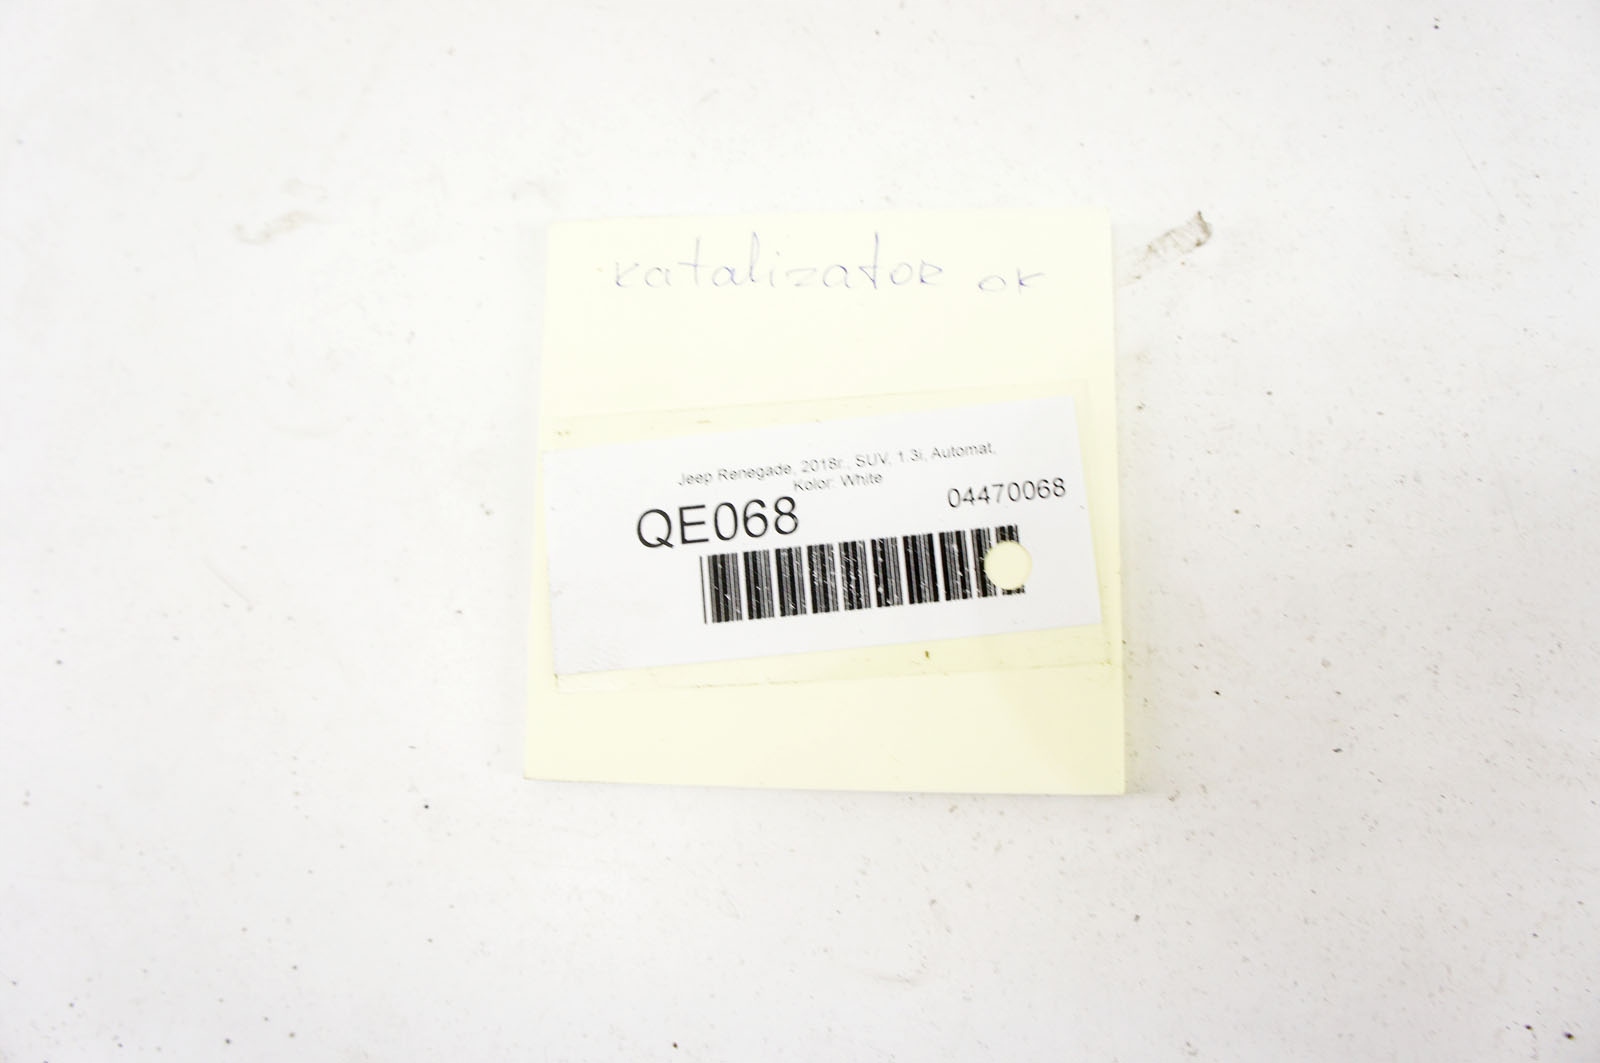 katalizator ok
Jeep Renegade, 2018r., SUV, 1.3i, Automat,
Kolor: White
QE068
04470068